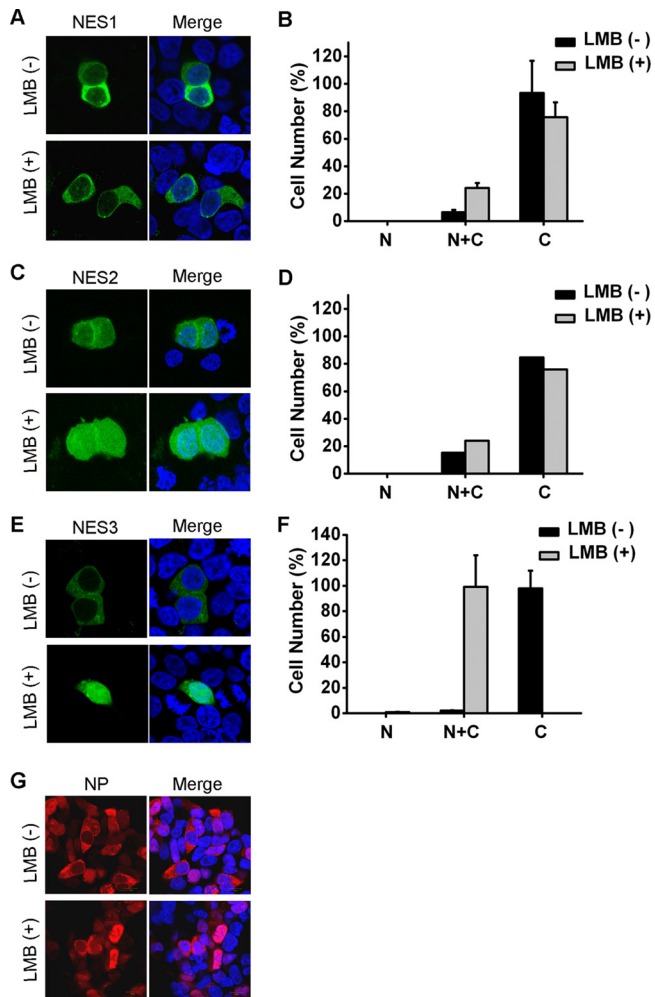 A
NES1
Merge
LMB (-)
LMB (+)
B
LMB (-)
LMB (+)
Cell Number (%)
120
100
80
60
40
20
0
N
N+C
C
C
NES2
Merge
LMB (-)
LMB (+)
D
LMB (-)
LMB (+)
Cell Number (%)
120
100
80
60
40
20
0
N
N+C
C
E
NES3
Merge
LMB (-)
LMB (+)
F
LMB (-)
LMB (+)
Cell Number (%)
140
120
100
80
60
40
20
0
N
N+C
C
G
NP
Merge
LMB (-)
LMB (+)